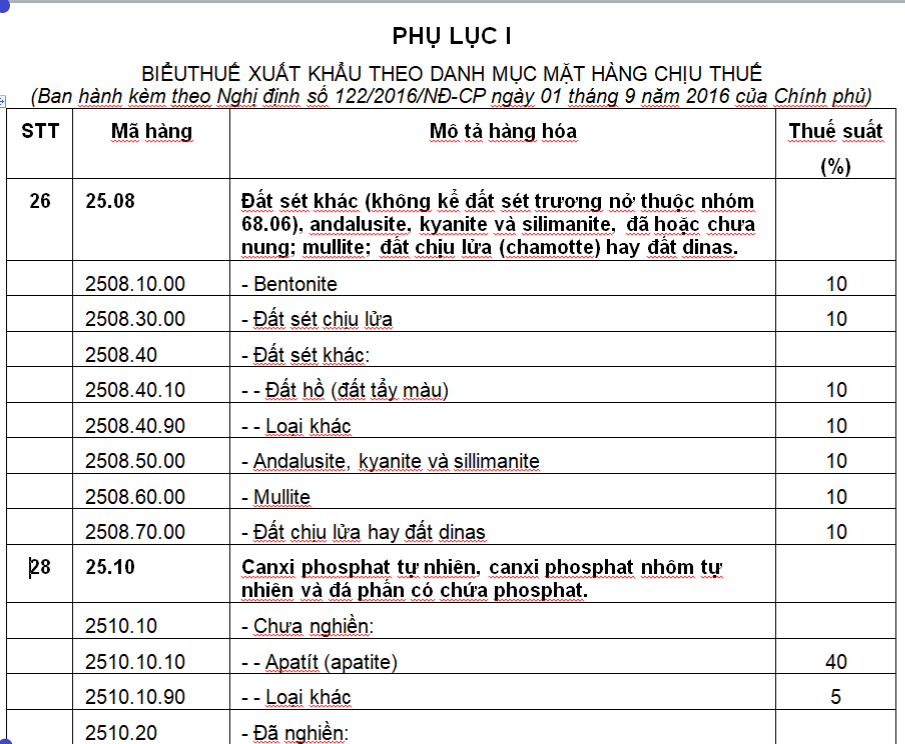 PHỤ LỤC I
BIỂUTHUẾ XUẤT KHẨU THEO DANH MỤC MẶT HÀNG CHỊU THUẾ
(Ban hành kèm theo Nghị định số 122/2016/NĐ-CP ngày 01 tháng 9 năm 2016 của Chính phủ)
STT Mã hàng Mô tả hàng hóa Thuế suất
(%)
26 25.08 Đất sét khác (không kể đất sét trương nở thuộc nhóm
68.06), andalusite, kyanite và silimanite, đã hoặc chưa
nung; mullite; đất chịu lửa (chamotte) hay đất dinas.
2508.10.00 - Bentonite 10
2508.30.00 - Đất sét chịu lửa 10
2508.40 - Đất sét khác:
2508.40.10 - - Đất hồ (đất tẩy màu) 10
2508.40.90 - - Loại khác 10
2508.50.00 - Andalusite, kyanite và sillimanite 10
2508.60.00 - Mullite 10
2508.70.00 - Đất chịu lửa hay đất dinas 10
28 25.10 Canxi phosphat tự nhiên, canxi phosphat nhôm tự
nhiên và đá phấn có chứa phosphat.
2510.10 - Chưa nghiền:
2510.10.10 - - Apatít (apatite) 40
2510.10.90 - - Loại khác 5
2510.20 - Đã nghiền: